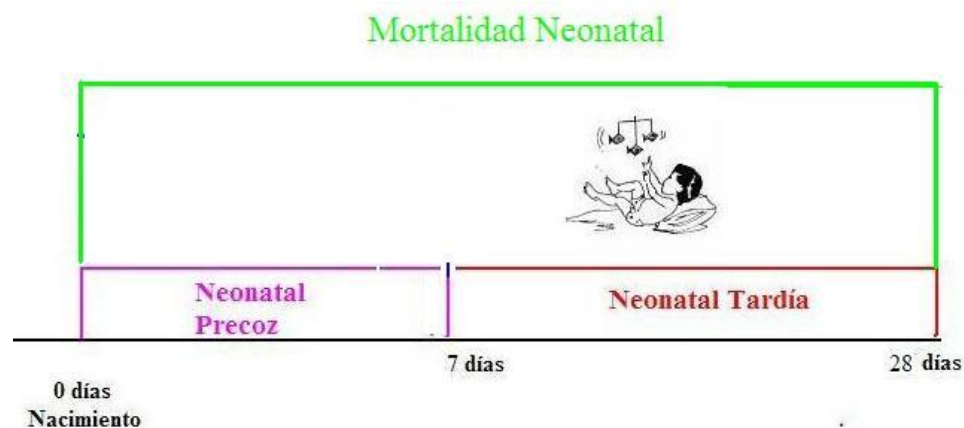 Mortalidad Neonatal
Neonatal
Precoz
Neonatal Tardía
7 días
28 días
0 días
Nacimiento